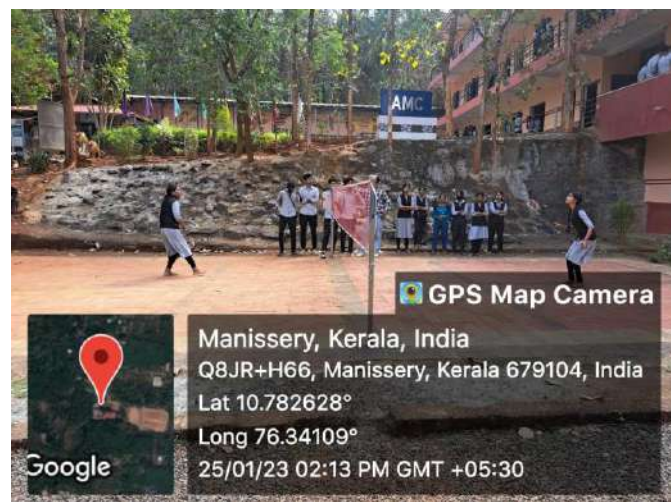 AMC
GPS Map Camera
Manissery, Kerala, India
Q8JR+H66, Manissery, Kerala 679104, India
Lat 10.782628°
Long 76.34109°
25/01/23 02:13 PM GMT +05:30
Google